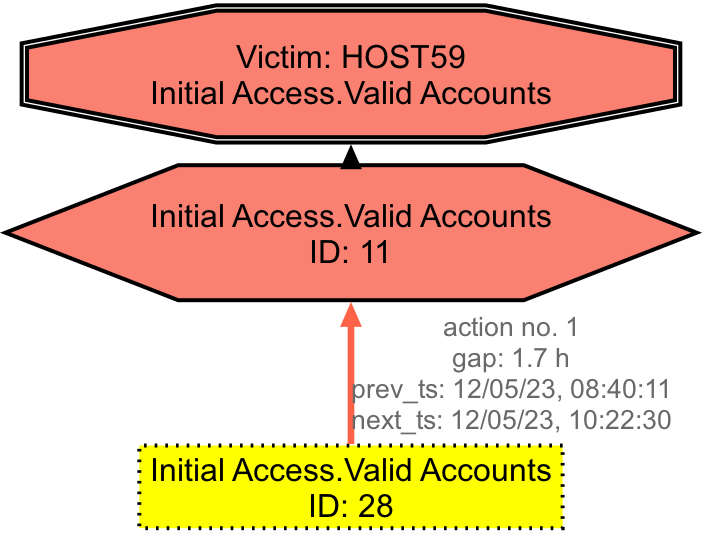 Victim: HOST59
Initial Access.Valid Accounts
Initial Access.Valid Accounts
ID: 11
action no. 1
gap: 1.7 h
prev_ts: 12/05/23, 08:40:11
next_ts: 12/05/23, 10:22:30
Initial Access.Valid Accounts
ID: 28